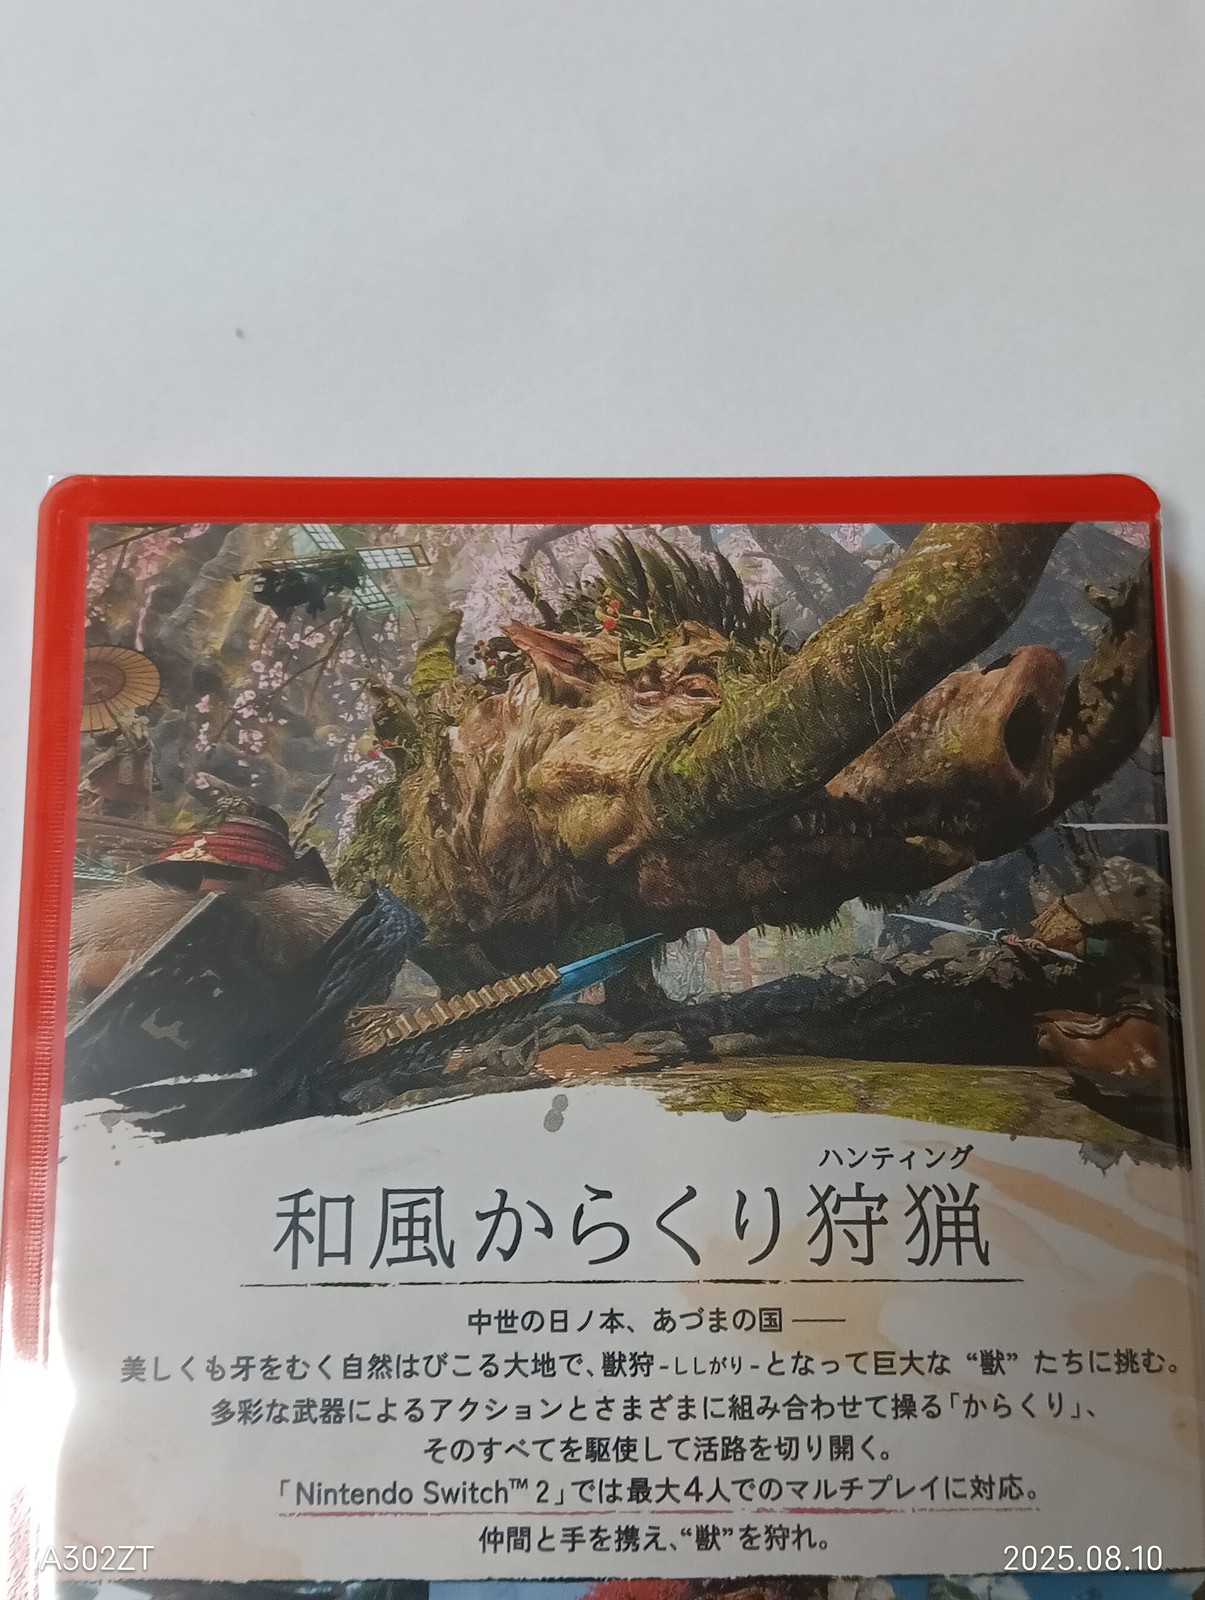 ハンティング
和風からくり狩猟
中世の日ノ本、あづまの国 ──
美しくも牙をむく自然はびこる大地で、獣狩-ししがり-となって巨大な“獣”たちに挑む。
多彩な武器によるアクションとさまざまに組み合わせて操る「からくり」、
そのすべてを駆使して活路を切り開く。
「Nintendo Switch™ 2」では最大4人でのマルチプレイに対応。
仲間と手を携え、“獣”を狩れ。
A302ZT
2025.08.10